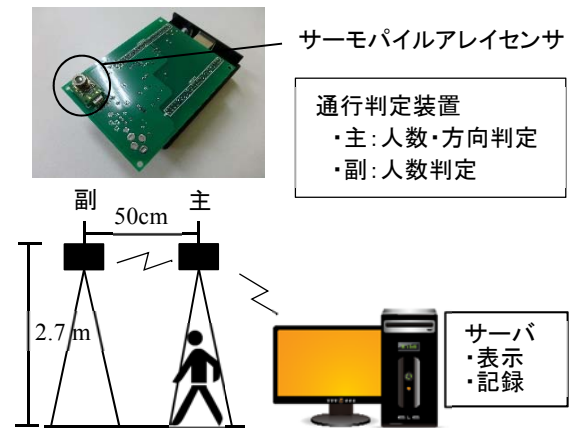 サーモパイルアレイセンサ
通行判定装置
・主：人数・方向判定
・副：人数判定
副
主
50cm
2.7 m
サーバ
・表示
・記録